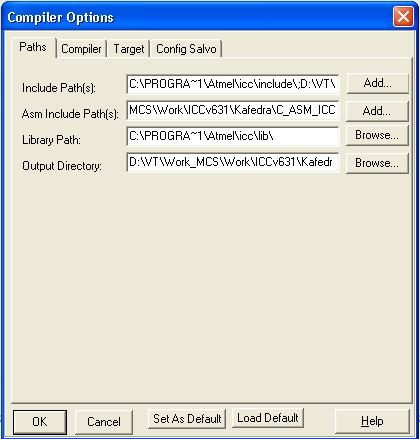 Compiler Options
Paths Compiler Target Config Salvo
Include Path(s): C:\PROGRA~1\Atmel\icc\include\;D:\VT\ Add...
Asm Include Path(s): MCS\Work\ICCv631\Kafedra\C_ASM_ICC Add...
Library Path: C:\PROGRA~1\Atmel\icc\lib\ Browse...
Output Directory: D:\VT\Work_MCS\Work\ICCv631\Kafedr Browse...
OK Cancel Set As Default Load Default Help